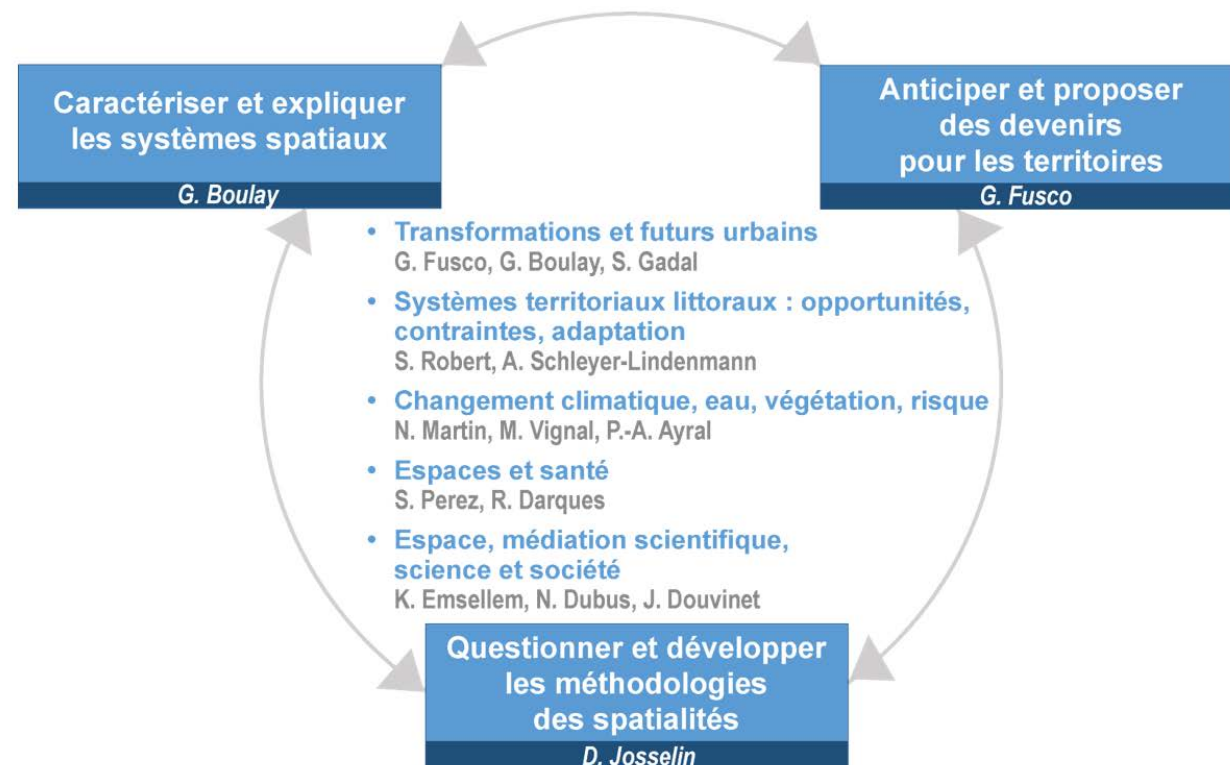 Caractériser et expliquer
les systèmes spatiaux
G. Boulay
Anticiper et proposer
des devenirs
pour les territoires
G. Fusco
• Transformations et futurs urbains
G. Fusco, G. Boulay, S. Gadal
• Systèmes territoriaux littoraux : opportunités,
contraintes, adaptation
S. Robert, A. Schleyer-Lindenmann
• Changement climatique, eau, végétation, risque
N. Martin, M. Vignal, P.-A. Ayral
• Espaces et santé
S. Perez, R. Darques
• Espace, médiation scientifique,
science et société
K. Emsellem, N. Dubus, J. Douvinet
Questionner et développer
les méthodologies
des spatialités
D. Josselin